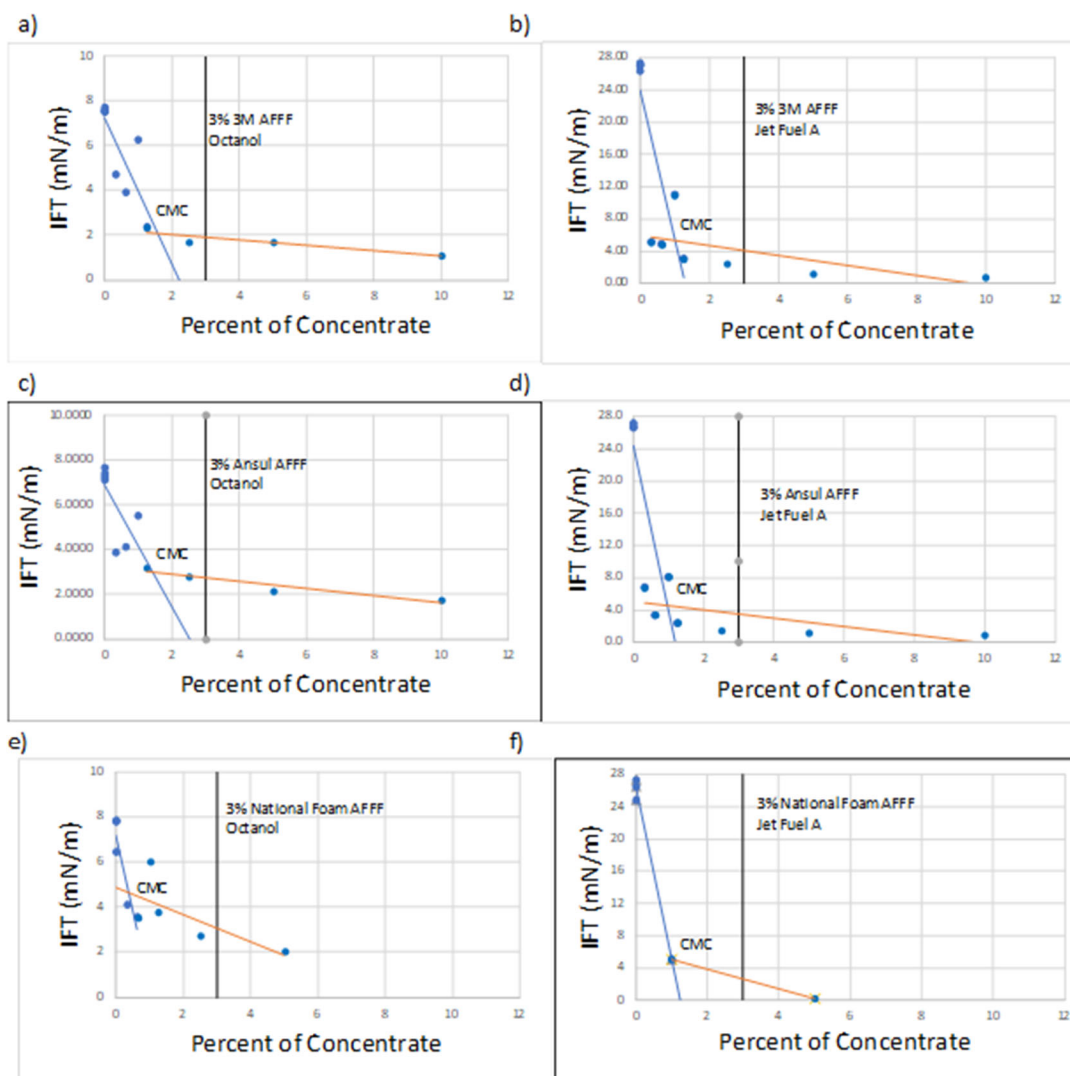 a)
10
8
6
4
2
0
IFT (mN/m)
CMC
3% 3M AFFF
Octanol
0 2 4 6 8 10 12
Percent of Concentrate
b)
28.00
24.00
20.00
16.00
12.00
8.00
4.00
0.00
IFT (mN/m)
CMC
3% 3M AFFF
Jet Fuel A
0 2 4 6 8 10 12
Percent of Concentrate
c)
10.0000
8.0000
6.0000
4.0000
2.0000
0.0000
IFT (mN/m)
CMC
3% Ansul AFFF
Octanol
0 2 4 6 8 10 12
Percent of Concentrate
d)
28.0
24.0
20.0
16.0
12.0
8.0
4.0
0.0
IFT (mN/m)
CMC
3% Ansul AFFF
Jet Fuel A
0 2 4 6 8 10 12
Percent of Concentrate
e)
10
8
6
4
2
0
IFT (mN/m)
CMC
3% National Foam AFFF
Octanol
0 2 4 6 8 10 12
Percent of Concentrate
f)
28
24
20
16
12
8
4
0
IFT (mN/m)
CMC
3% National Foam AFFF
Jet Fuel A
0 2 4 6 8 10 12
Percent of Concentrate